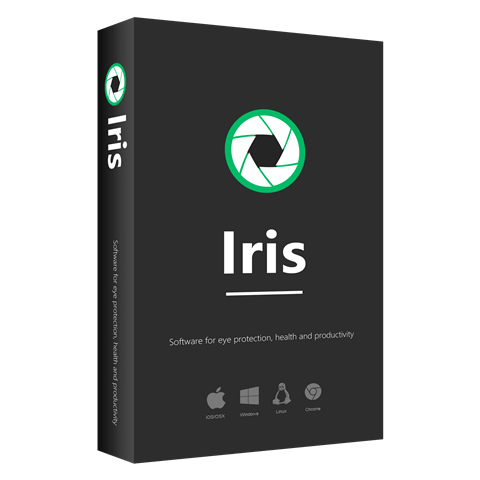 Iris
Software for eye protection, health and productivity
Iris
Software for eye protection, health and productivity
iOS/OSX
Windows
Linux
Chrome